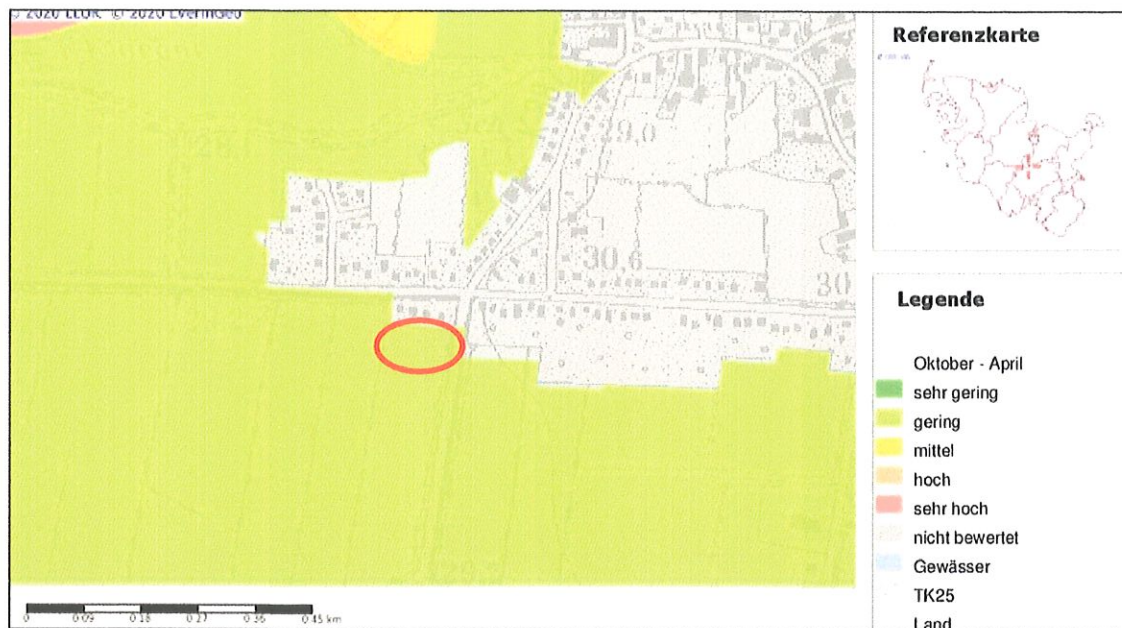 © 2020 LLUR, © 2020 EvermGeo
Referenzkarte
29,0
30,6
30
Legende
Oktober - April
sehr gering
gering
mittel
hoch
sehr hoch
nicht bewertet
Gewässer
TK25
Land
0 0.09 0.18 0.27 0.36 0.45 km